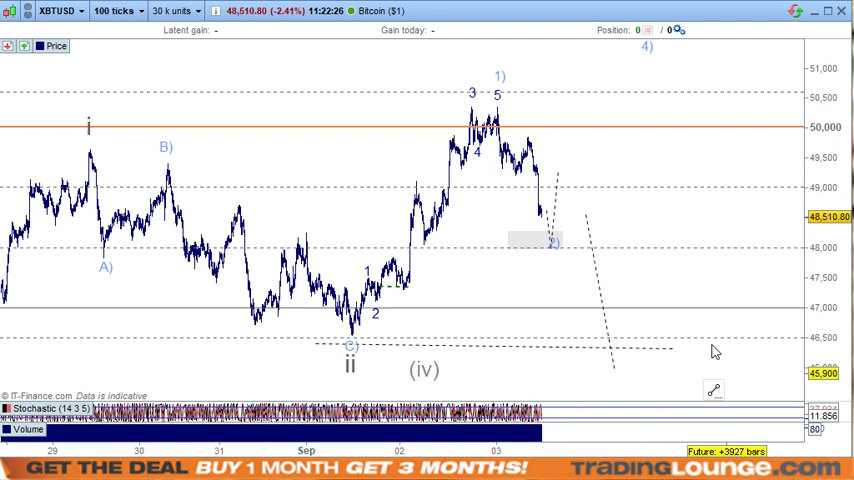 XBTUSD 100 ticks 30 k units 48,510.80 (-2.41%) 11:22:26 Bitcoin ($1)
Latent gain: - Gain today: - Position: 0 / 0
Price
4)
51,000
1)
3 5
50,500
i
50,000
B)
4
49,500
49,000
48,510.80
2)
48,000
A)
1
47,500
2
47,000
46,500
C)
ii
(iv)
45,900
© IT-Finance.com Data is indicative
Stochastic (14 3 5)
11.856
Volume
80
29 30 31 Sep 02 03 Future: +3927 bars
GET THE DEAL BUY 1 MONTH GET 3 MONTHS! TRADINGLOUNGE.com